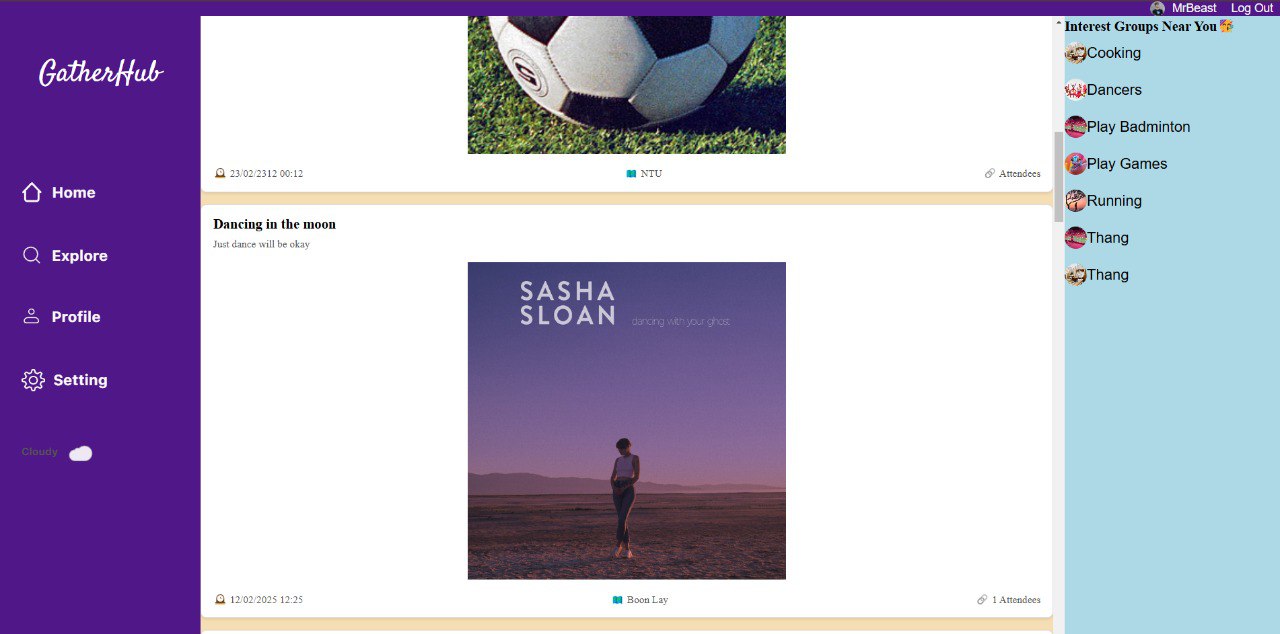 MrBeast Log Out
GatherHub
Home
Explore
Profile
Setting
Cloudy
S
23/02/2312 00:12 NTU Attendees
Dancing in the moon
Just dance will be okay
SASHA
SLOAN dancing with your ghost
12/02/2025 12:25 Boon Lay 1 Attendees
Interest Groups Near You🥳
Cooking
Dancers
Play Badminton
Play Games
Running
Thang
Thang